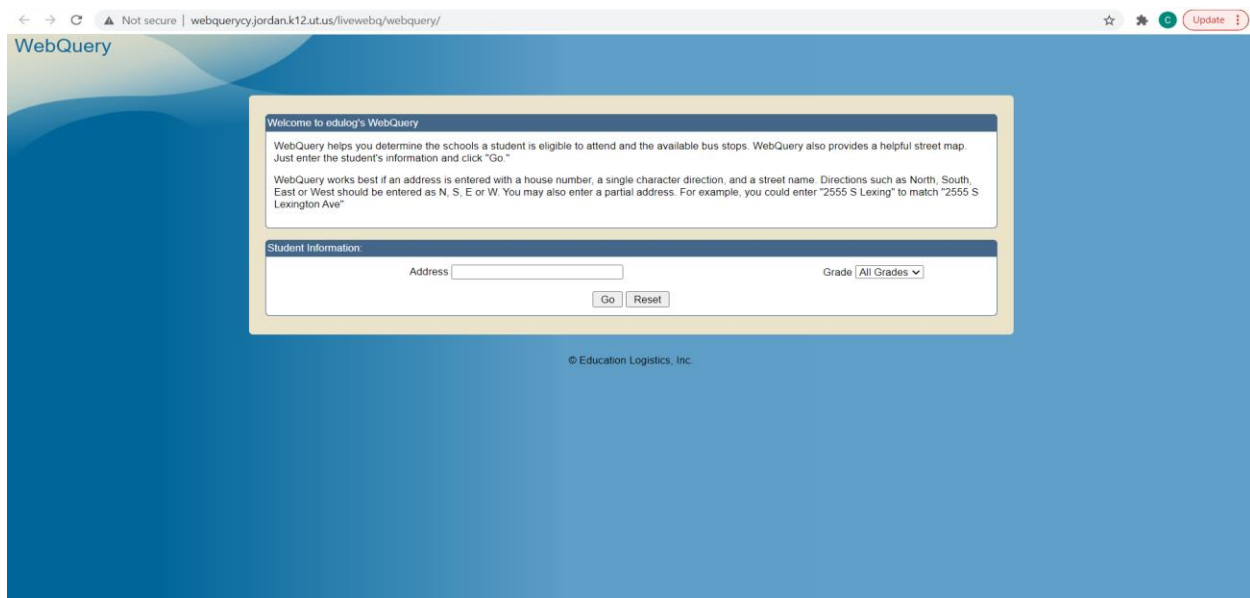 Not secure | webquerycy.jordan.k12.ut.us/livewebq/webquery/
C
Update
WebQuery
Welcome to edulog's WebQuery
WebQuery helps you determine the schools a student is eligible to attend and the available bus stops. WebQuery also provides a helpful street map.
Just enter the student's information and click "Go."
WebQuery works best if an address is entered with a house number, a single character direction, and a street name. Directions such as North, South,
East or West should be entered as N, S, E or W. You may also enter a partial address. For example, you could enter "2555 S Lexing" to match "2555 S
Lexington Ave"
Student Information:
Address
Grade All Grades
Go Reset
© Education Logistics, Inc.